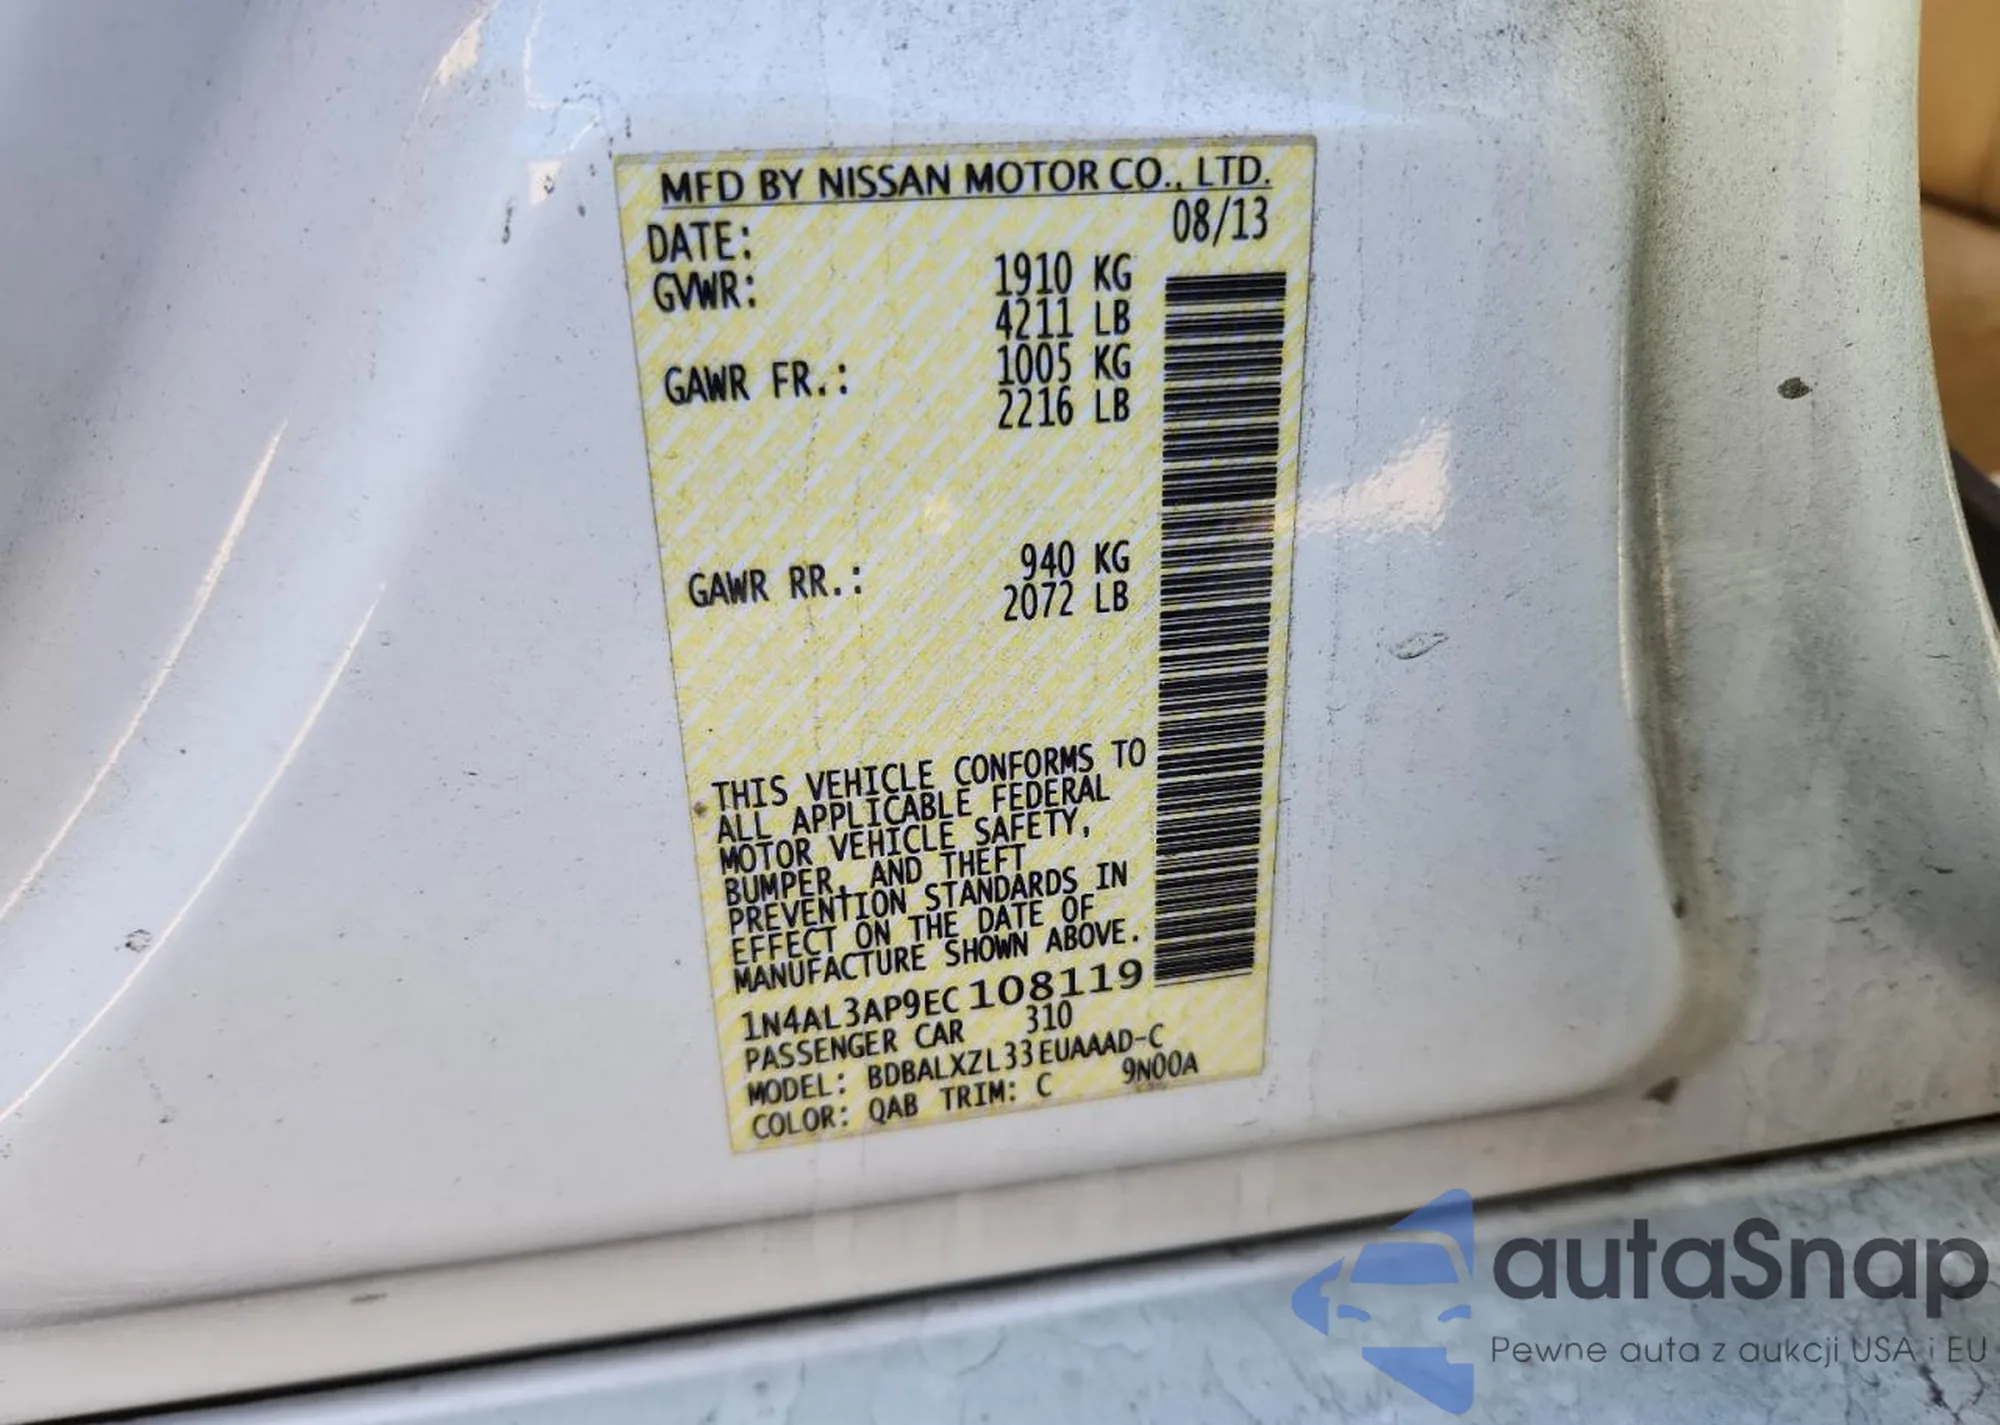 MFD BY NISSAN MOTOR CO., LTD.
DATE: 08/13
GVWR: 1910 KG
4211 LB
GAWR FR.: 1005 KG
2216 LB
GAWR RR.: 940 KG
2072 LB
THIS VEHICLE CONFORMS TO
ALL APPLICABLE FEDERAL
MOTOR VEHICLE SAFETY,
BUMPER, AND THEFT
PREVENTION STANDARDS IN
EFFECT ON THE DATE OF
MANUFACTURE SHOWN ABOVE.
1N4AL3AP9EC108119
PASSENGER CAR 310
MODEL: BDBALXZL33EUAAAD-C
COLOR: QAB TRIM: C 9N00A
autaSnap
Pewne auta z aukcji USA i EU